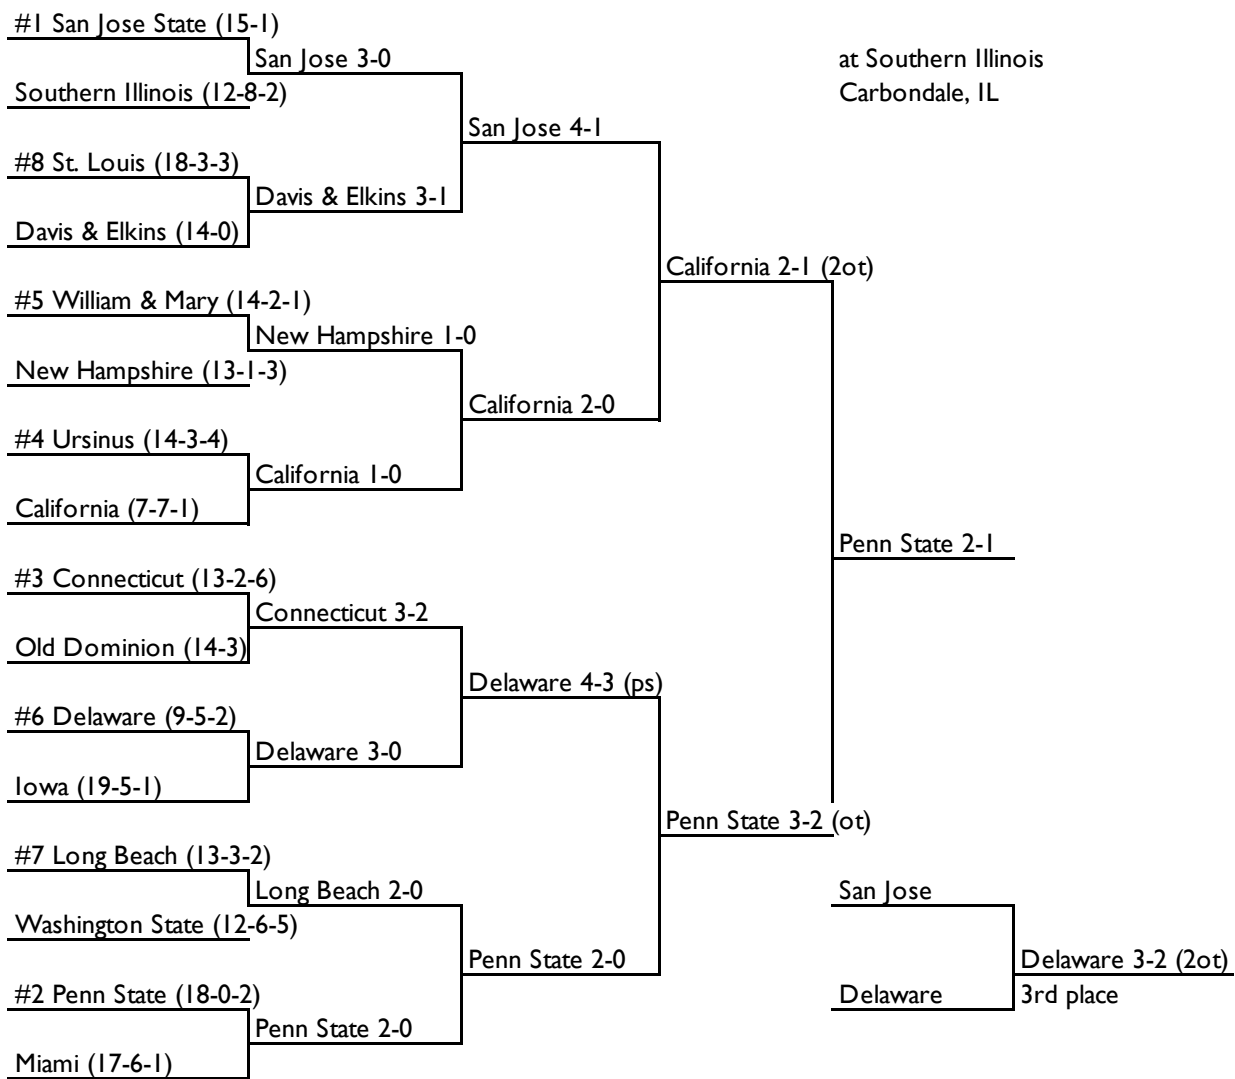 #1 San Jose State (15-1)
San Jose 3-0
at Southern Illinois
Southern Illinois (12-8-2)
Carbondale, IL
San Jose 4-1
#8 St. Louis (18-3-3)
Davis & Elkins 3-1
Davis & Elkins (14-0)
California 2-1 (2ot)
#5 William & Mary (14-2-1)
New Hampshire 1-0
New Hampshire (13-1-3)
California 2-0
#4 Ursinus (14-3-4)
California 1-0
California (7-7-1)
Penn State 2-1
#3 Connecticut (13-2-6)
Connecticut 3-2
Old Dominion (14-3)
Delaware 4-3 (ps)
#6 Delaware (9-5-2)
Delaware 3-0
Iowa (19-5-1)
Penn State 3-2 (ot)
#7 Long Beach (13-3-2)
Long Beach 2-0
San Jose
Washington State (12-6-5)
Penn State 2-0
Delaware 3-2 (2ot)
#2 Penn State (18-0-2)
Delaware
3rd place
Penn State 2-0
Miami (17-6-1)